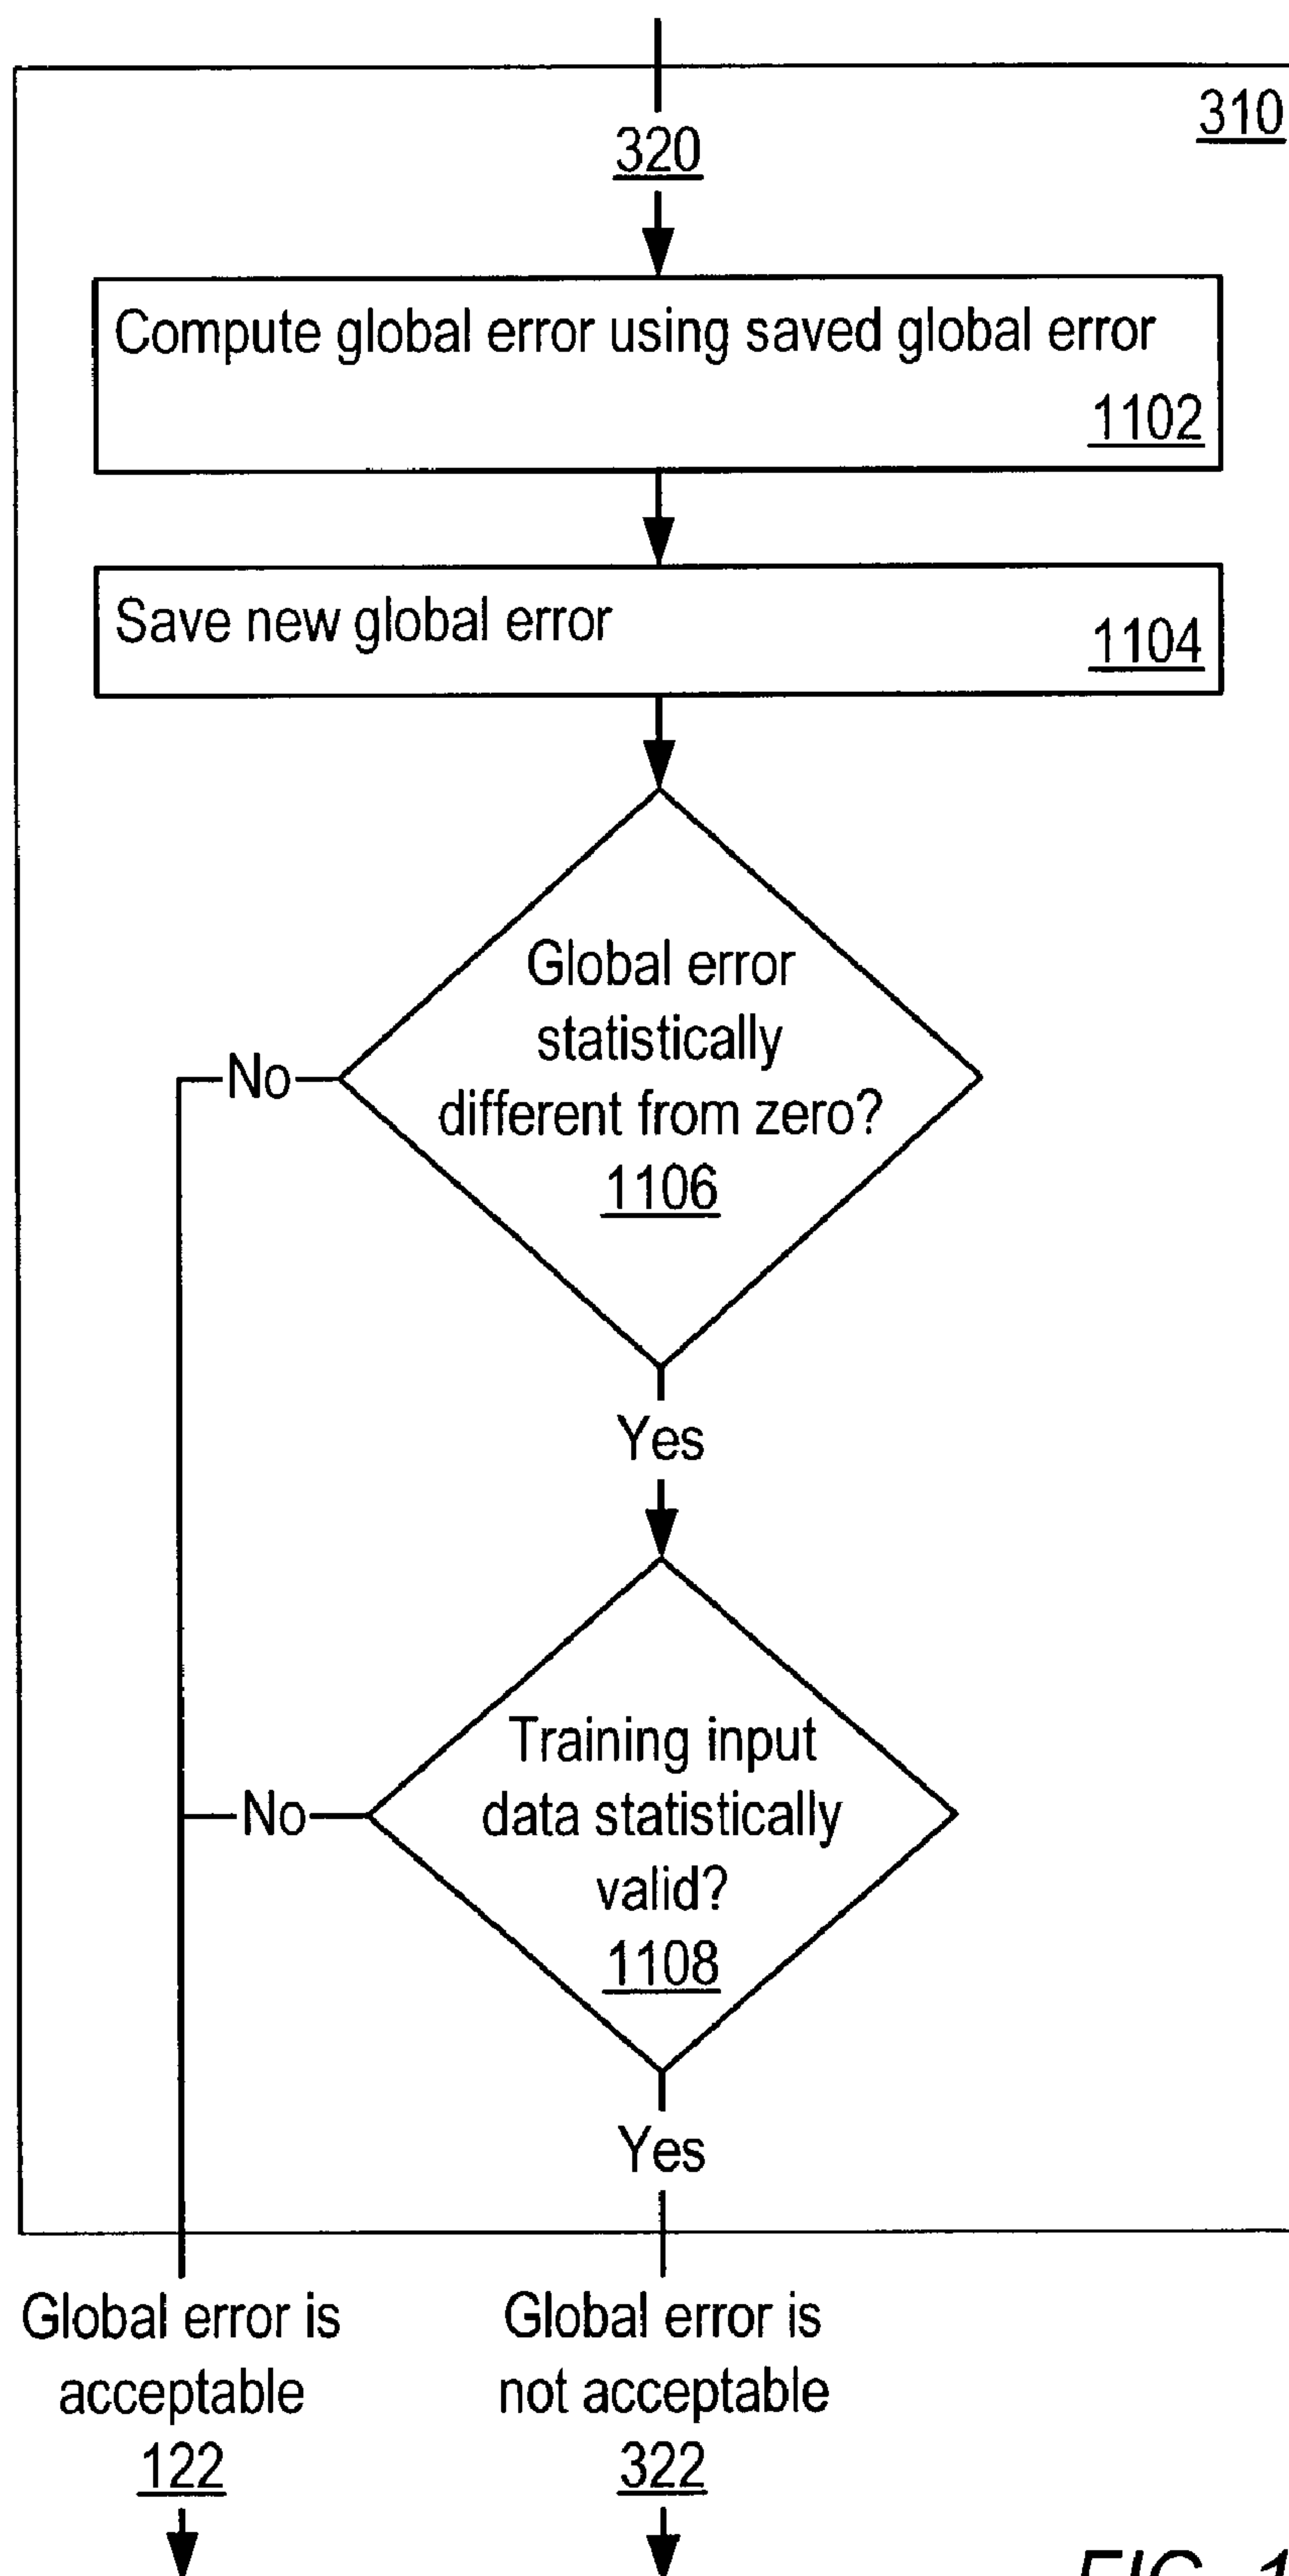 310
320
Compute global error using saved global error
1102
Save new global error
1104
Global error
statistically
different from zero?
1106
No
Yes
Training input
data statistically
valid?
1108
No
Yes
Global error is
acceptable
122
Global error is
not acceptable
322
FIG.